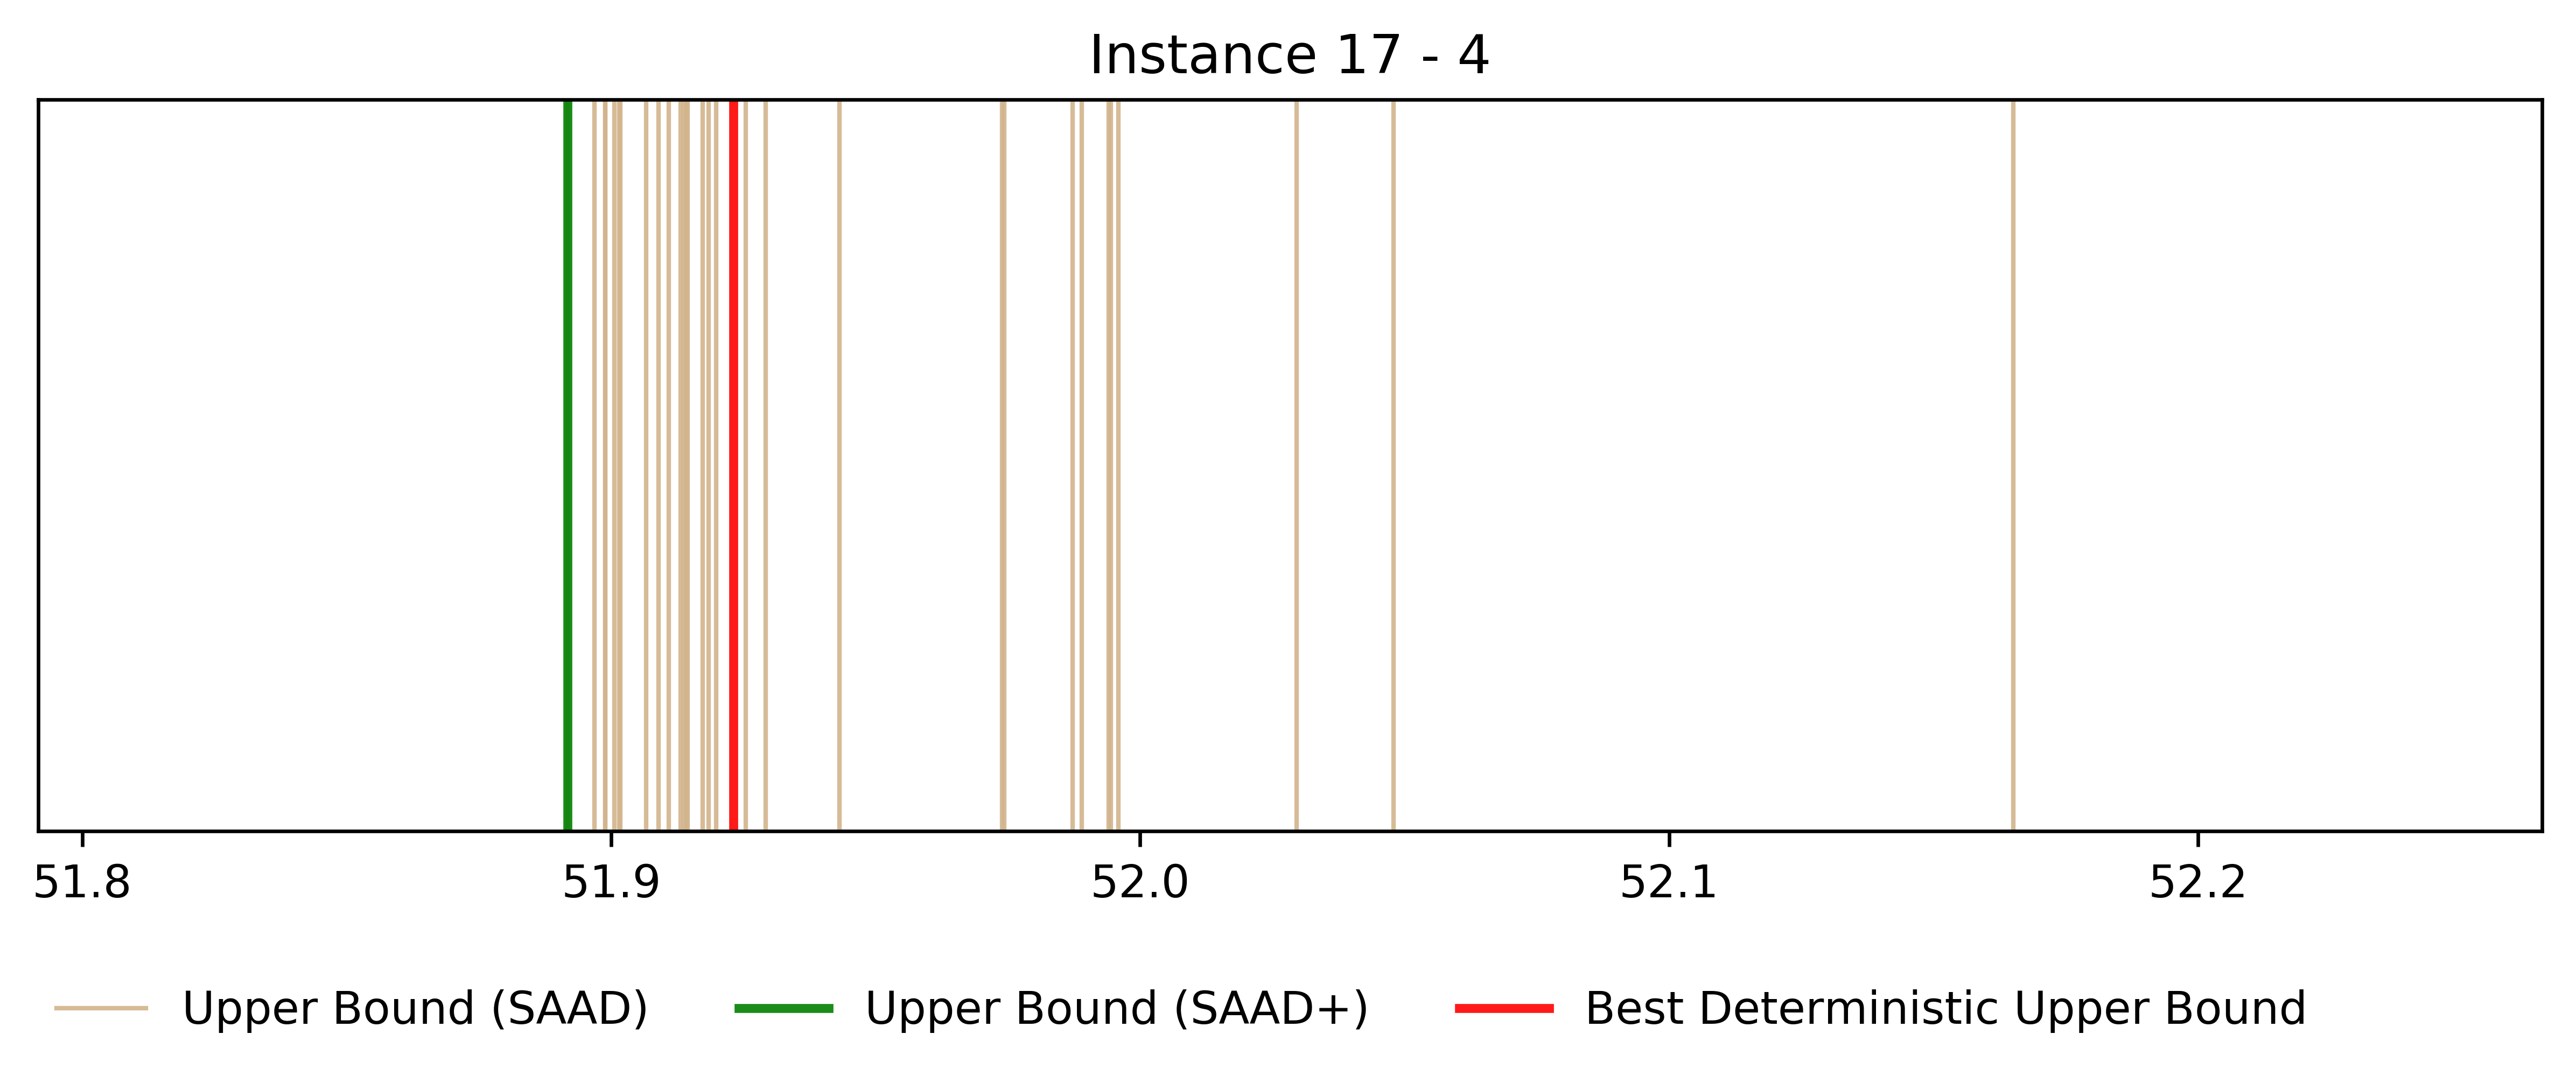 Instance 17 - 4
51.8 51.9 52.0 52.1 52.2
Upper Bound (SAAD) Upper Bound (SAAD+) Best Deterministic Upper Bound